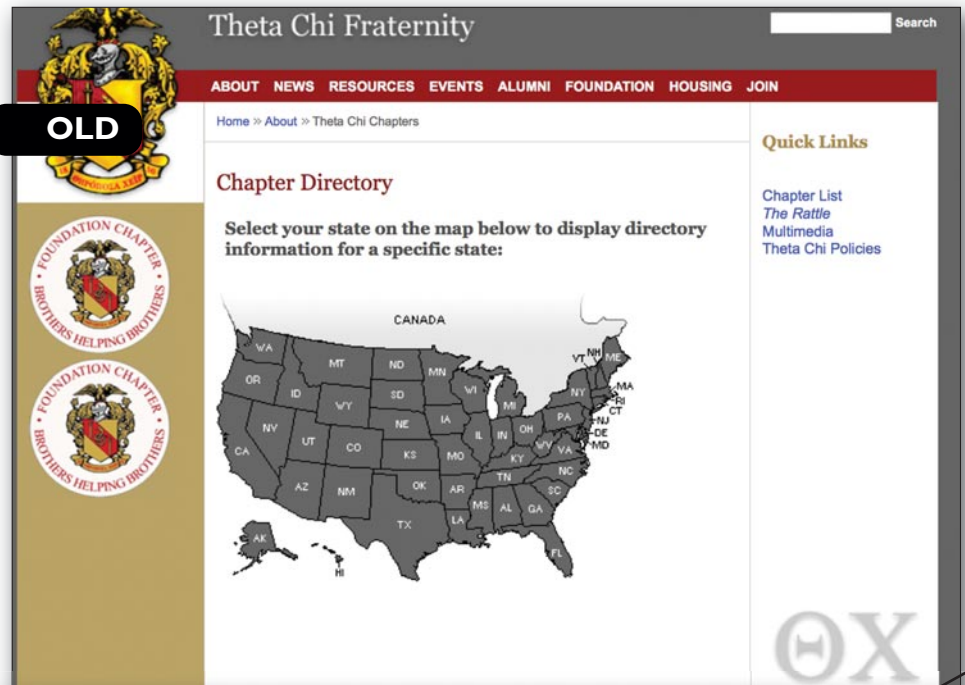 Theta Chi Fraternity
Search
ABOUT NEWS RESOURCES EVENTS ALUMNI FOUNDATION HOUSING JOIN
OLD
Home » About » Theta Chi Chapters
Chapter Directory
Select your state on the map below to display directory
information for a specific state:
Quick Links
Chapter List
The Rattle
Multimedia
Theta Chi Policies
FOUNDATION CHAPTER •
BROTHERS HELPING BROTHERS •
FOUNDATION CHAPTER •
BROTHERS HELPING BROTHERS •
CANADA
WA
MT
ND
MN
VT
NH
ME
OR
ID
SD
WI
MI
NY
MA
RI
CT
WY
NE
IA
PA
NJ
NV
UT
CO
IL
IN
OH
DE
MD
CA
KS
MO
KY
WV
VA
AZ
NM
OK
AR
TN
NC
SC
TX
LA
MS
AL
GA
AK
HI
FL
ΘΧ